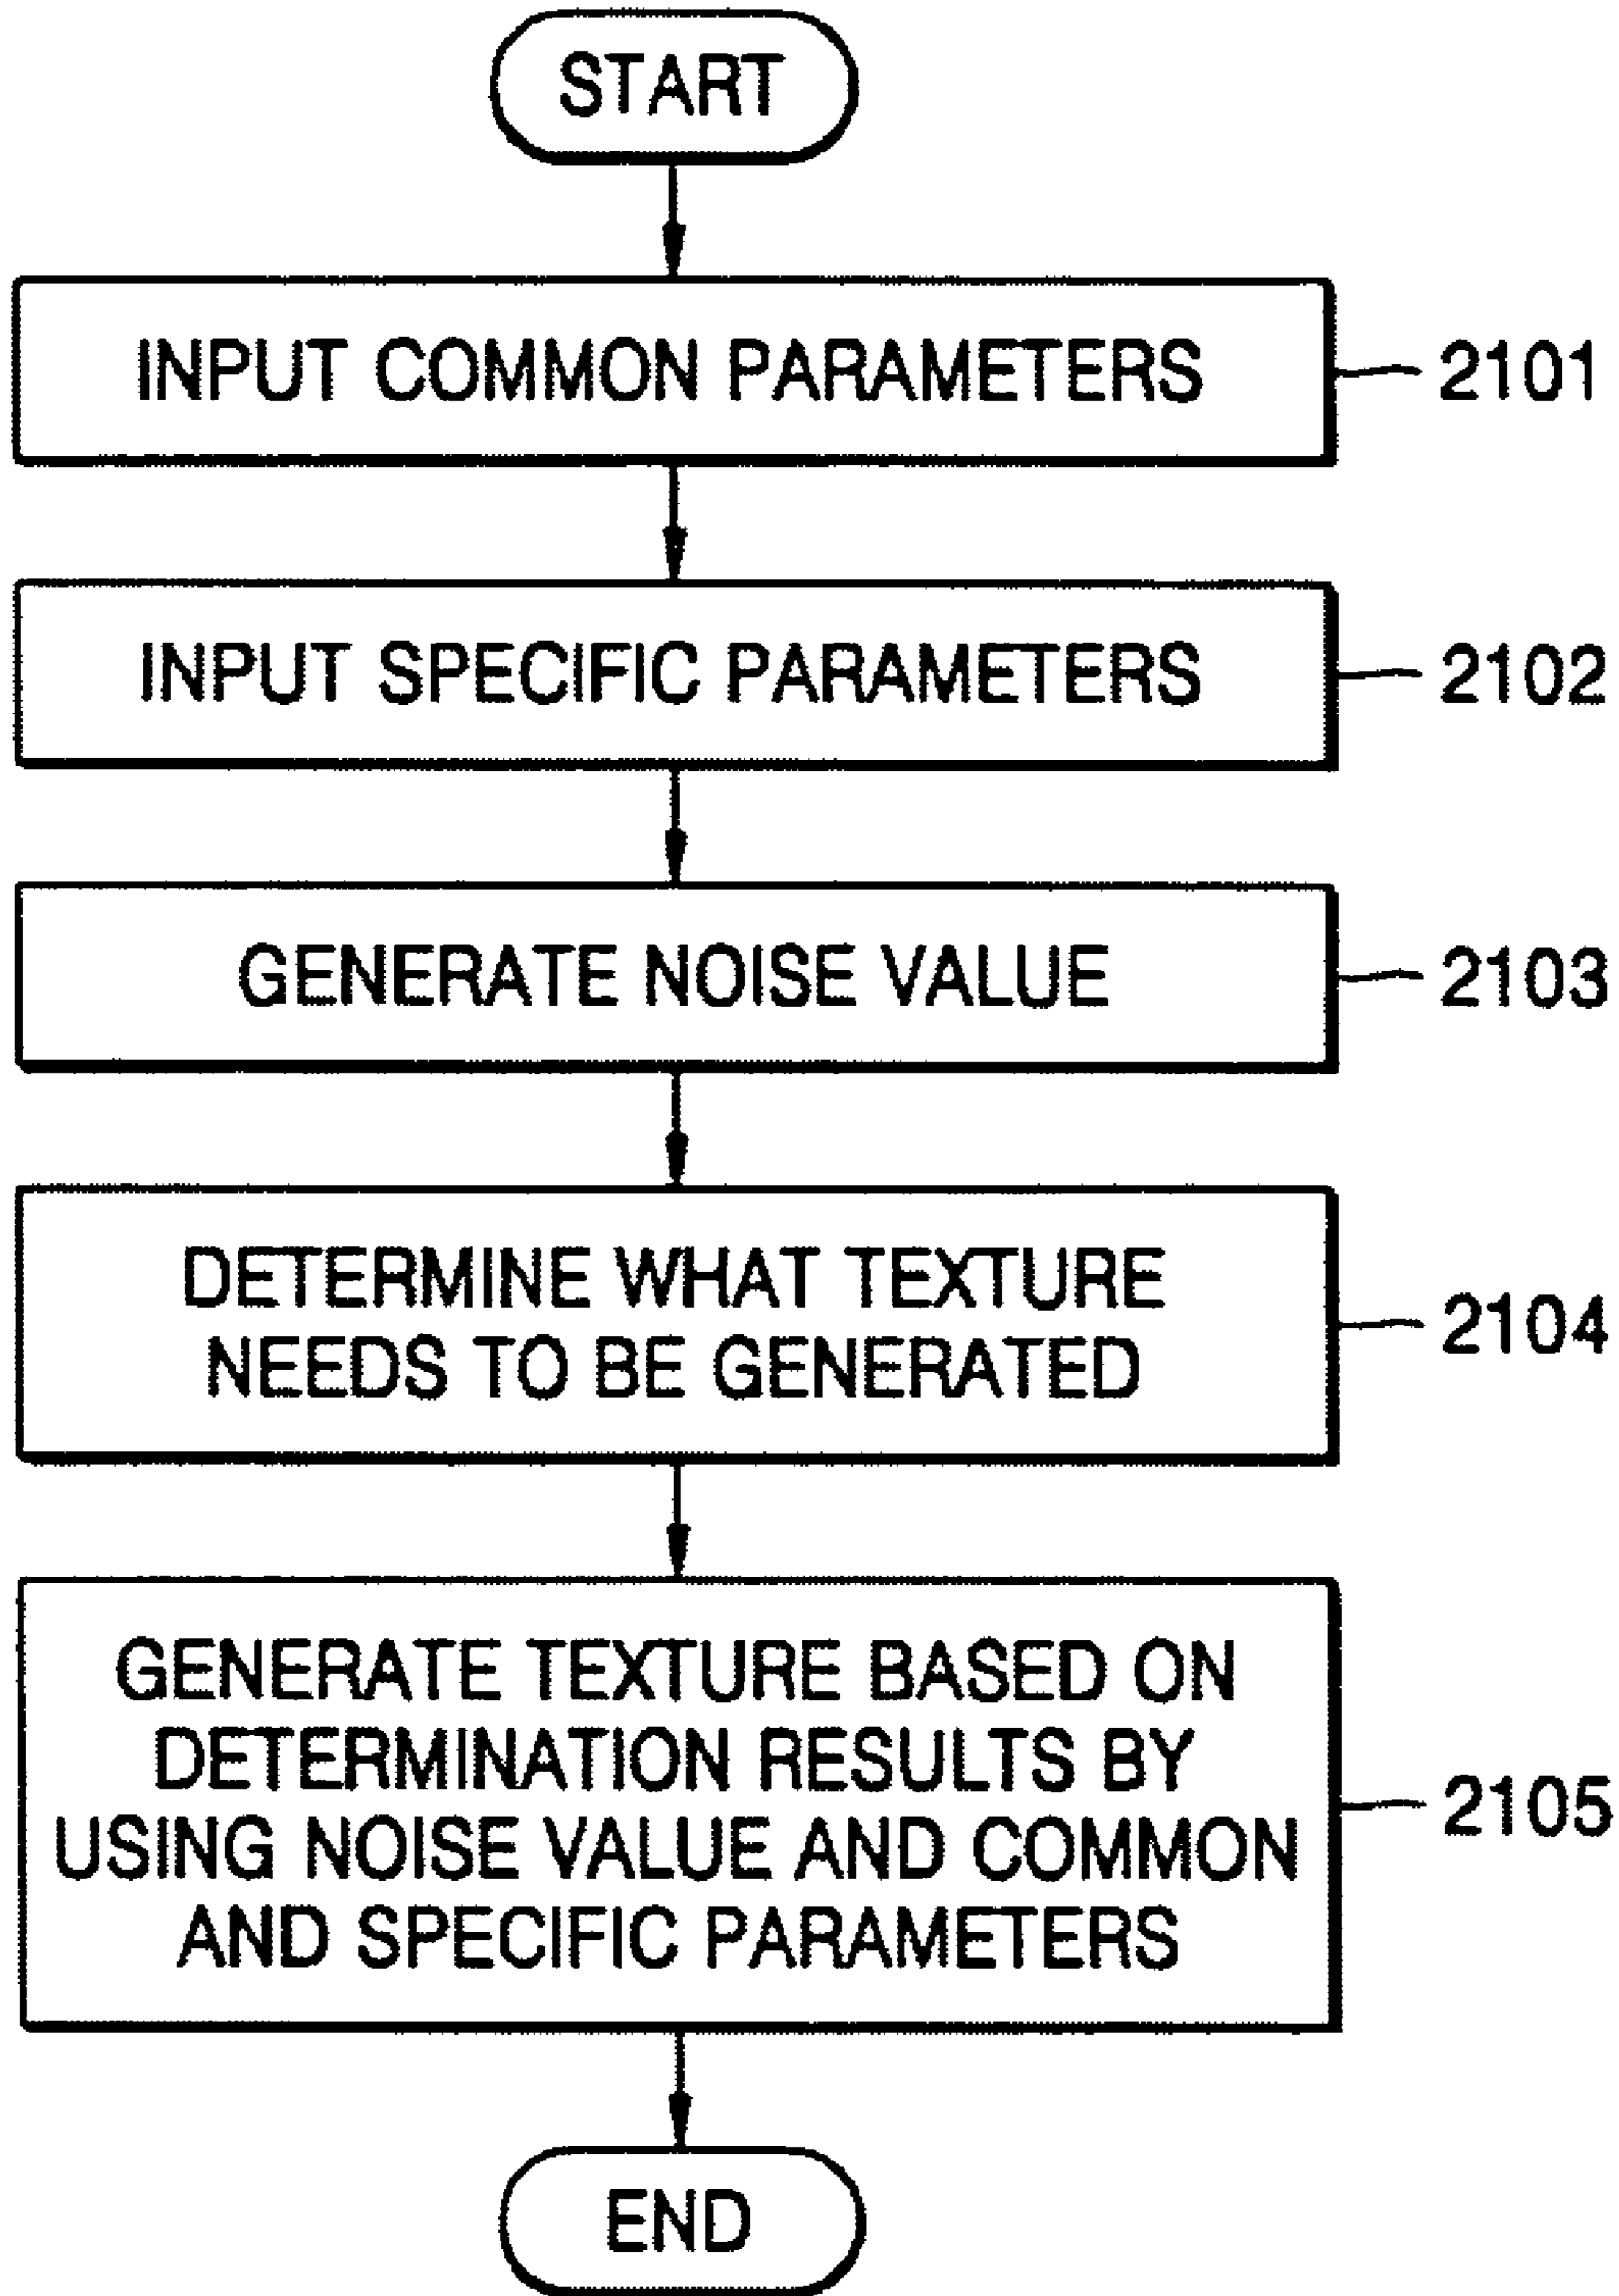 START
INPUT COMMON PARAMETERS
2101
INPUT SPECIFIC PARAMETERS
2102
GENERATE NOISE VALUE
2103
DETERMINE WHAT TEXTURE
NEEDS TO BE GENERATED
2104
GENERATE TEXTURE BASED ON
DETERMINATION RESULTS BY
USING NOISE VALUE AND COMMON
AND SPECIFIC PARAMETERS
2105
END